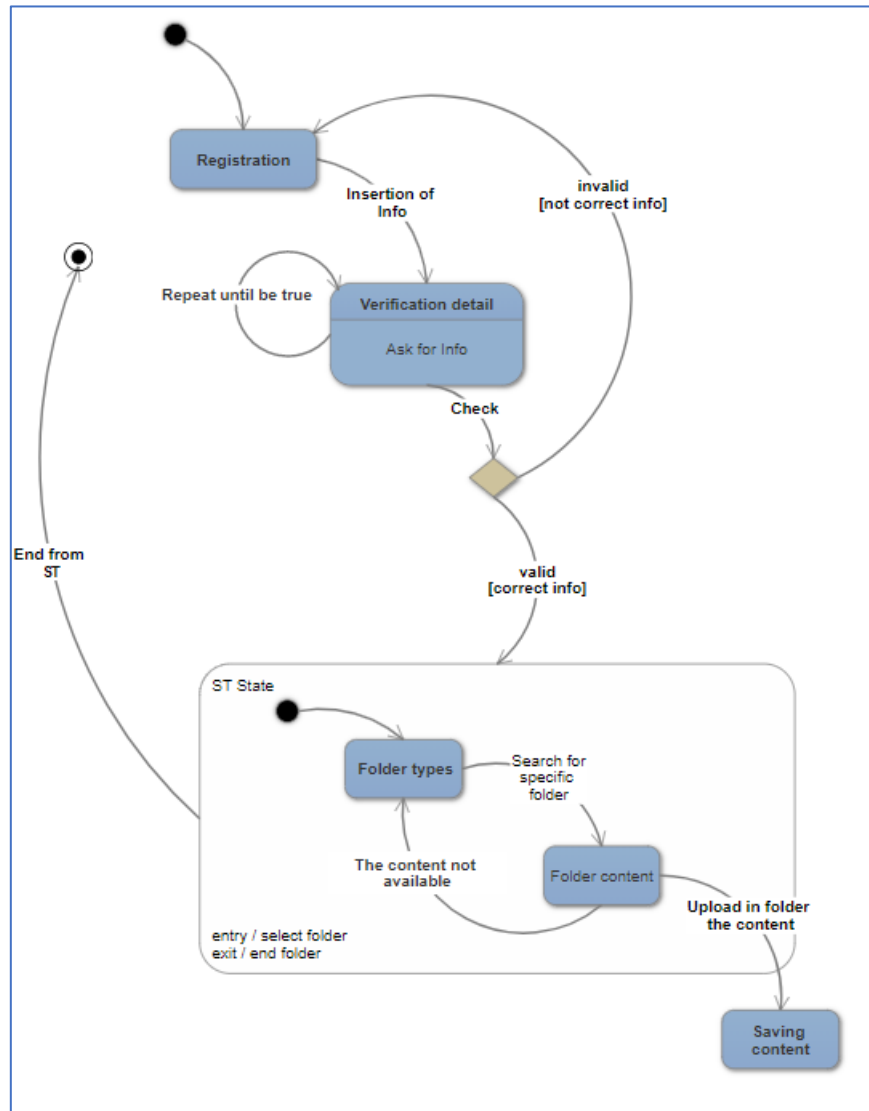 Registration
invalid
[not correct info]
Insertion of
Info
Repeat until be true
Verification detail
Ask for Info
Check
End from
ST
valid
[correct info]
ST State
Folder types
Search for
specific
folder
The content not
available
Folder content
Upload in folder
the content
entry / select folder
exit / end folder
Saving
content